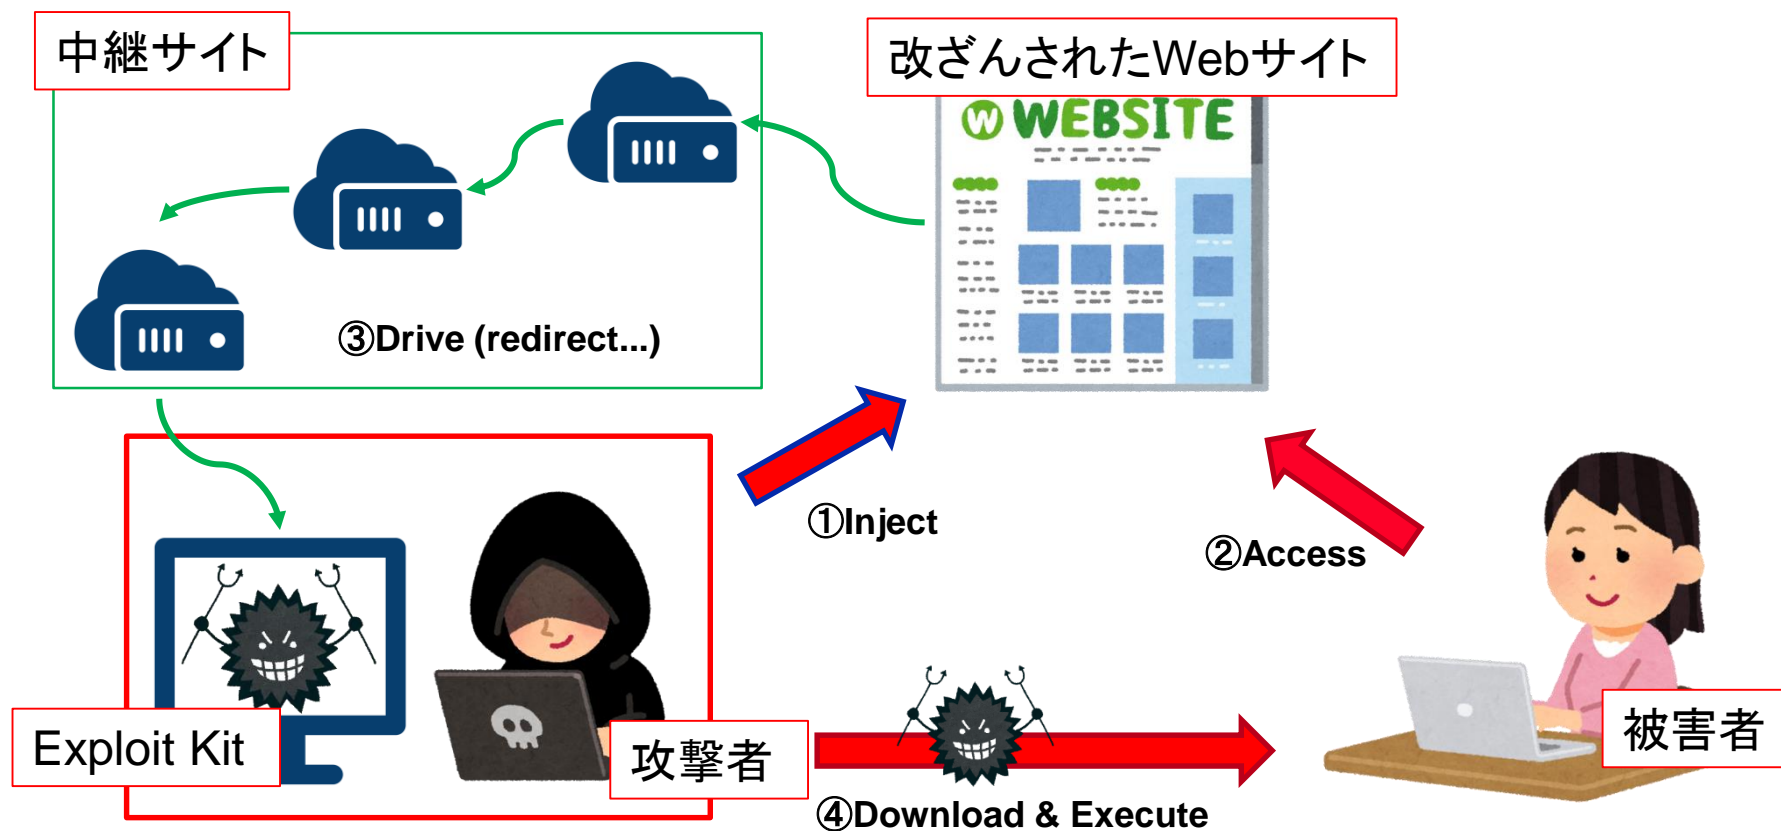 中継サイト
改ざんされたWebサイト
W WEBSITE
③Drive (redirect...)
①Inject
②Access
Exploit Kit
攻撃者
被害者
④Download & Execute